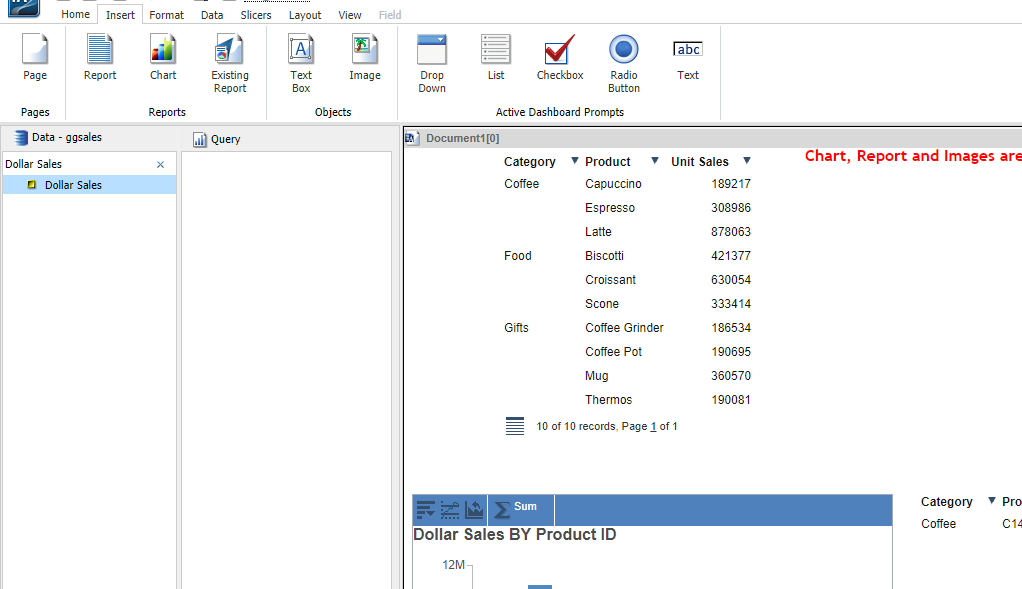 Home Insert Format Data Slicers Layout View Field
Page Report Chart Existing Report Text Box Image Drop Down List Checkbox Radio Button abc Text
Pages Reports Objects Active Dashboard Prompts
Data - ggsales
Query
Document1[0]
Dollar Sales ×
Dollar Sales
Chart, Report and Images are
Category Product Unit Sales
Coffee Capuccino 189217
Espresso 308986
Latte 878063
Food Biscotti 421377
Croissant 630054
Scone 333414
Gifts Coffee Grinder 186534
Coffee Pot 190695
Mug 360570
Thermos 190081
10 of 10 records, Page 1 of 1
Sum
Dollar Sales BY Product ID
12M
Category Pro
Coffee C14